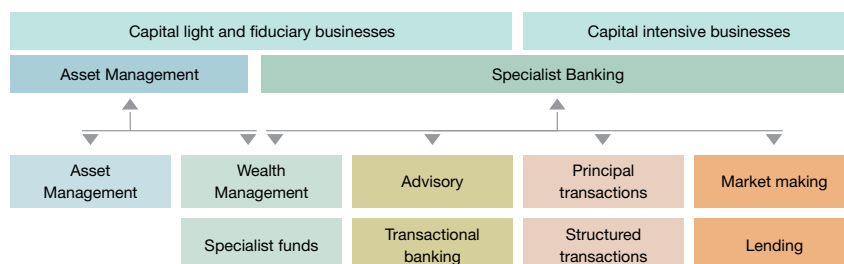 Capital light and fiduciary businesses
Capital intensive businesses
Asset Management
Specialist Banking
Asset
Management
Wealth
Management
Advisory
Principal
transactions
Market making
Specialist funds
Transactional
banking
Structured
transactions
Lending